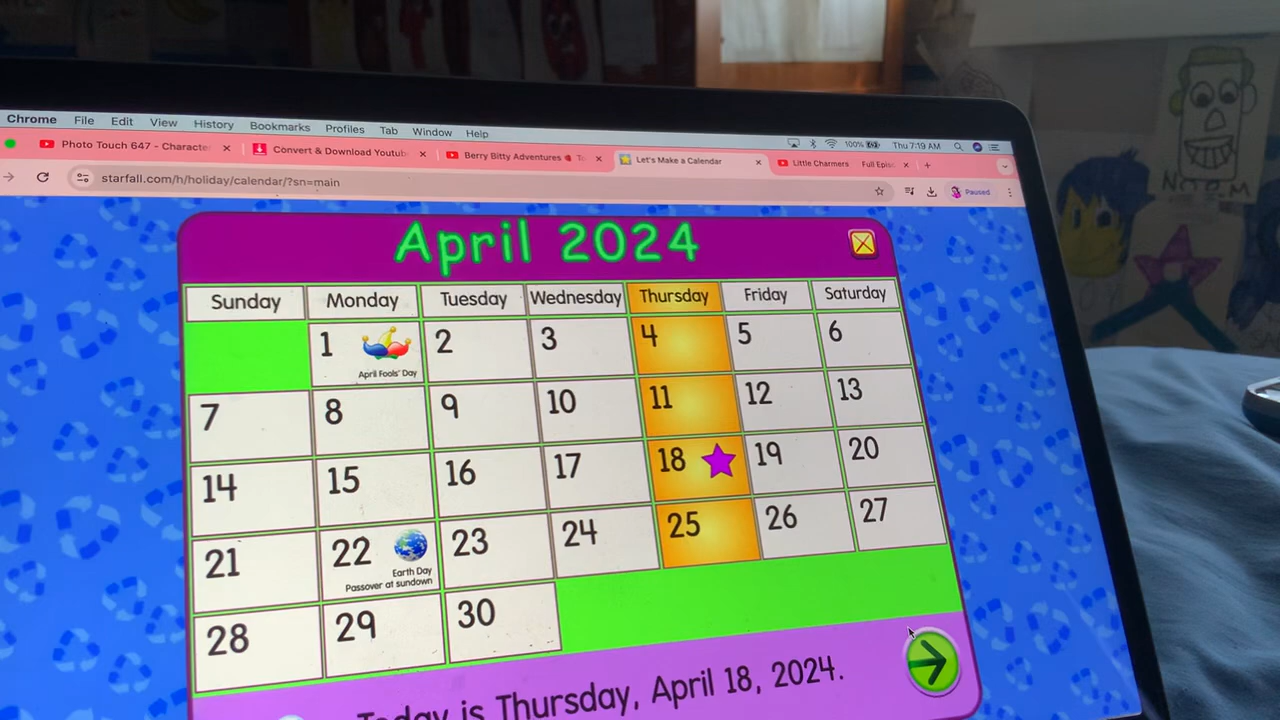 Chrome File Edit View History Bookmarks Profiles Tab Window Help 100% Thu 7:19 AM
Photo Touch 647 - Characte Convert & Download Youtub Berry Bitty Adventures Let's Make a Calendar Little Charmers Full Epis
starfall.com/h/holiday/calendar/?sn=main Paused
NORM
April 2024
Sunday Monday Tuesday Wednesday Thursday Friday Saturday
1 2 3 4 5 6
April Fools' Day
7 8 9 10 11 12 13
14 15 16 17 18 19 20
21 22 23 24 25 26 27
Earth Day
Passover at sundown
28 29 30
Today is Thursday, April 18, 2024.